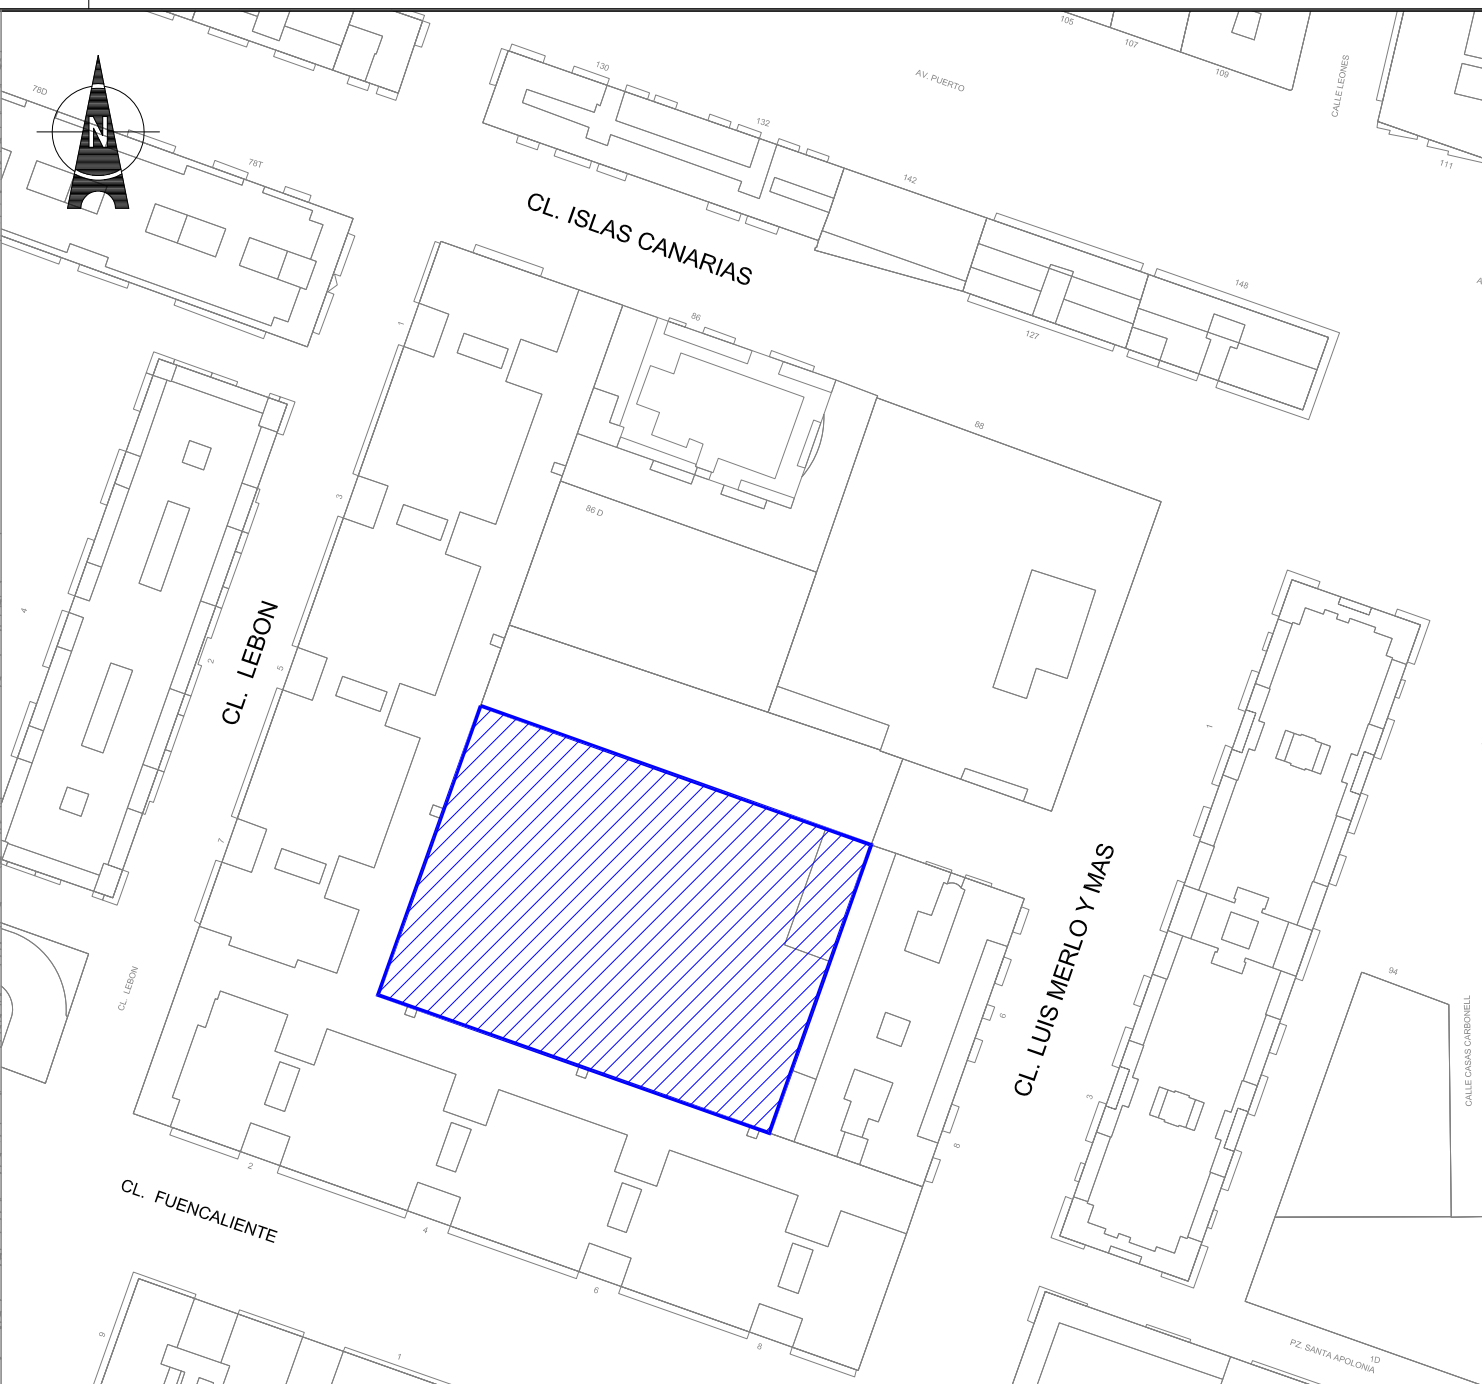 105
107
109
CALLE LEONES
111
AV. PUERTO
130
132
142
148
127
78D
N
78T
CL. ISLAS CANARIAS
86
88
86 D
1
3
5
7
4
2
CL. LEBON
1
CL. LUIS MERLO Y MAS
6
8
3
94
CALLE CASAS CARBONELL
CL. LEBON
2
4
6
8
CL. FUENCALIENTE
9
1
PZ. SANTA APOLONIA
1D